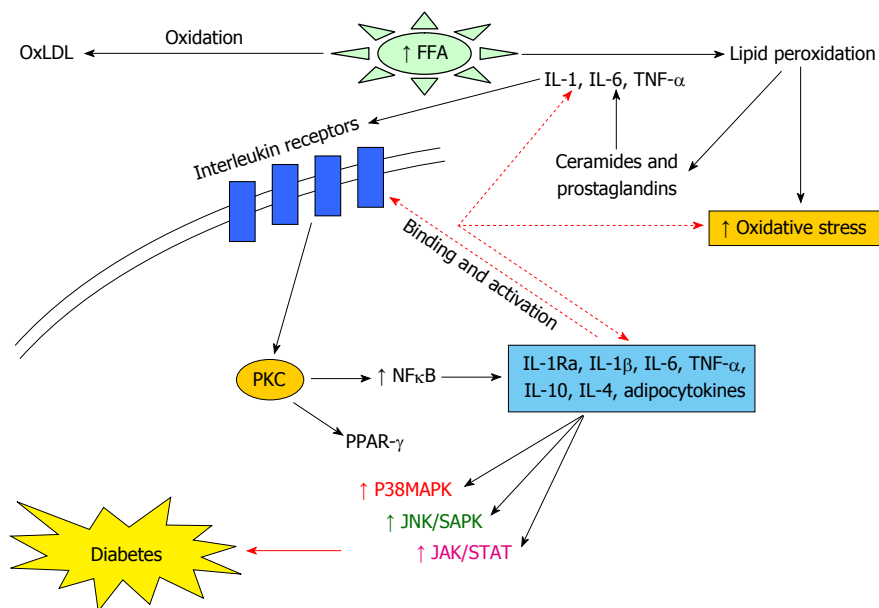 OxLDL
Oxidation
↑ FFA
Lipid peroxidation
IL-1, IL-6, TNF-α
Interleukin receptors
Ceramides and
prostaglandins
↑ Oxidative stress
Binding and activation
PKC
↑ NFκB
IL-1Ra, IL-1β, IL-6, TNF-α,
IL-10, IL-4, adipocytokines
PPAR-γ
↑ P38MAPK
↑ JNK/SAPK
↑ JAK/STAT
Diabetes